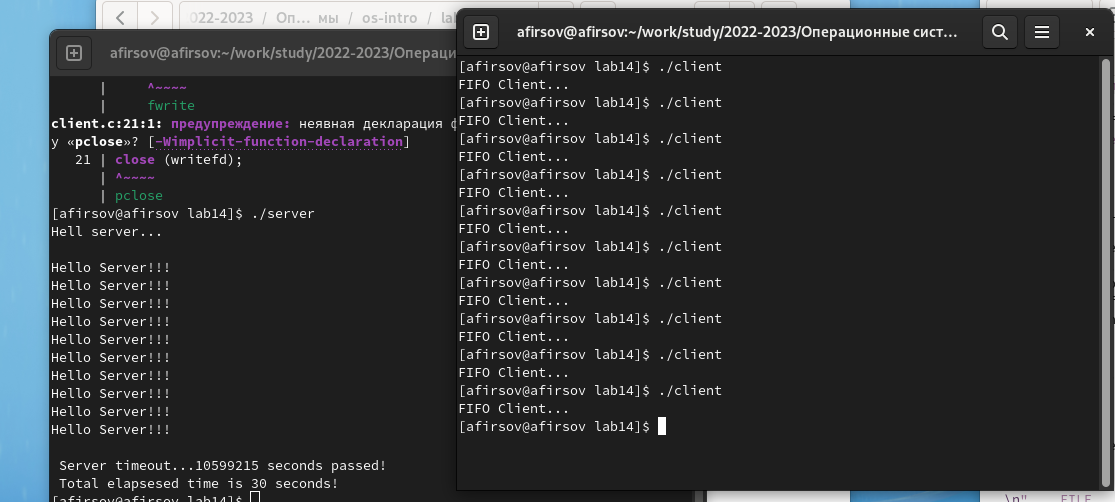 022-2023 / Оп... мы / os-intro / la
afirsov@afirsov:~/work/study/2022-2023/Операци
| ^~~~~
| fwrite
client.c:21:1: предупреждение: неявная декларация ф
у «pclose»? [-Wimplicit-function-declaration]
21 | close (writefd);
| ^~~~~
| pclose
[afirsov@afirsov lab14]$ ./server
Hell server...
Hello Server!!!
Hello Server!!!
Hello Server!!!
Hello Server!!!
Hello Server!!!
Hello Server!!!
Hello Server!!!
Hello Server!!!
Hello Server!!!
Hello Server!!!
Server timeout...10599215 seconds passed!
Total elapsesed time is 30 seconds!
[afirsov@afirsov lab14]$
afirsov@afirsov:~/work/study/2022-2023/Операционные сист...
[afirsov@afirsov lab14]$ ./client
FIFO Client...
[afirsov@afirsov lab14]$ ./client
FIFO Client...
[afirsov@afirsov lab14]$ ./client
FIFO Client...
[afirsov@afirsov lab14]$ ./client
FIFO Client...
[afirsov@afirsov lab14]$ ./client
FIFO Client...
[afirsov@afirsov lab14]$ ./client
FIFO Client...
[afirsov@afirsov lab14]$ ./client
FIFO Client...
[afirsov@afirsov lab14]$ ./client
FIFO Client...
[afirsov@afirsov lab14]$ ./client
FIFO Client...
[afirsov@afirsov lab14]$ ./client
FIFO Client...
[afirsov@afirsov lab14]$
\n" FILE